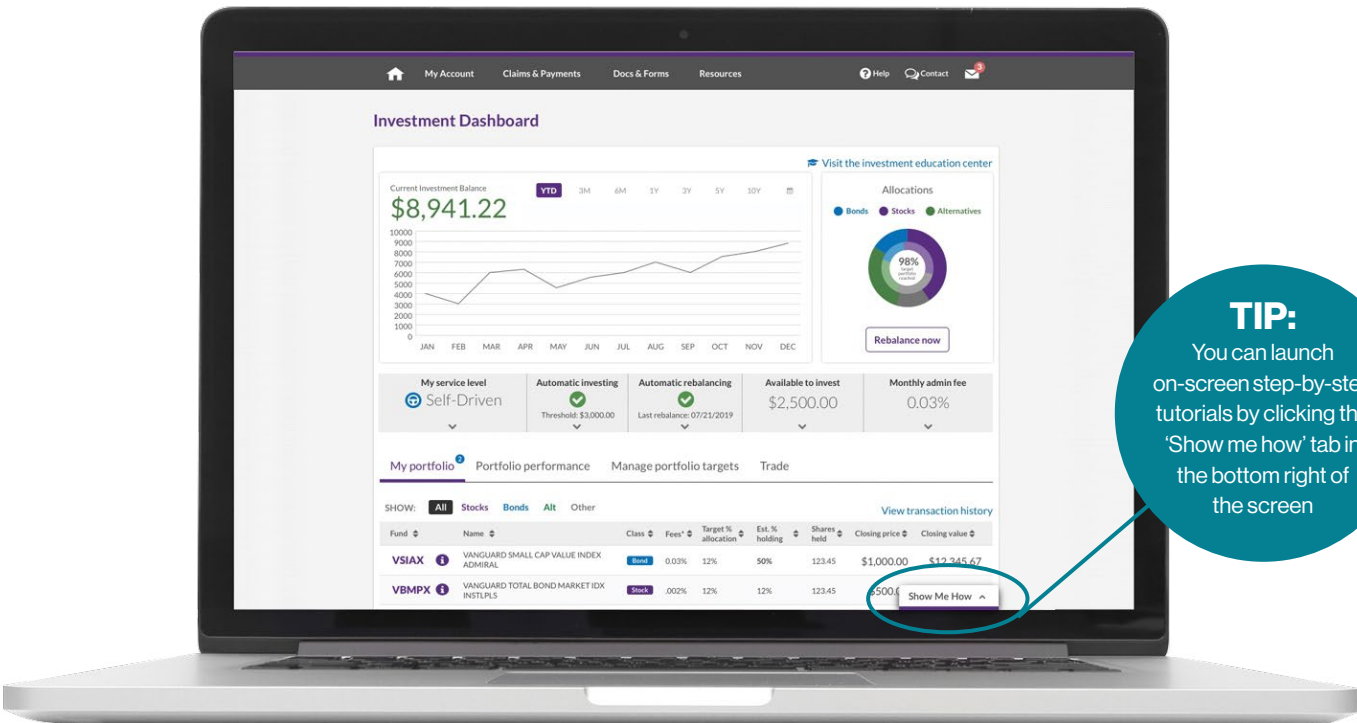 My Account Claims & Payments Docs & Forms Resources Help Contact 3
Investment Dashboard
Visit the investment education center
Current Investment Balance
$8,941.22
YTD 3M 6M 1Y 3Y 5Y 10Y
10000
9000
8000
7000
6000
5000
4000
3000
2000
1000
0
JAN FEB MAR APR MAY JUN JUL AUG SEP OCT NOV DEC
Allocations
Bonds Stocks Alternatives
98%
target
portfolio
reached
Rebalance now
My service level
Self-Driven
Automatic investing
Threshold: $3,000.00
Automatic rebalancing
Last rebalance: 07/21/2019
Available to invest
$2,500.00
Monthly admin fee
0.03%
My portfolio 2 Portfolio performance Manage portfolio targets Trade
SHOW: All Stocks Bonds Alt Other
View transaction history
Fund Name Class Fees* Target % allocation Est. % holding Shares held Closing price Closing value
VSIAX VANGUARD SMALL CAP VALUE INDEX
ADMIRAL Bond 0.03% 12% 50% 123.45 $1,000.00 $12,345.67
VBMPX VANGUARD TOTAL BOND MARKET IDX
INSTLPLS Stock .002% 12% 12% 123.45 $500.0
Show Me How
TIP:
You can launch
on-screen step-by-ste
tutorials by clicking th
‘Show me how’ tab in
the bottom right of
the screen